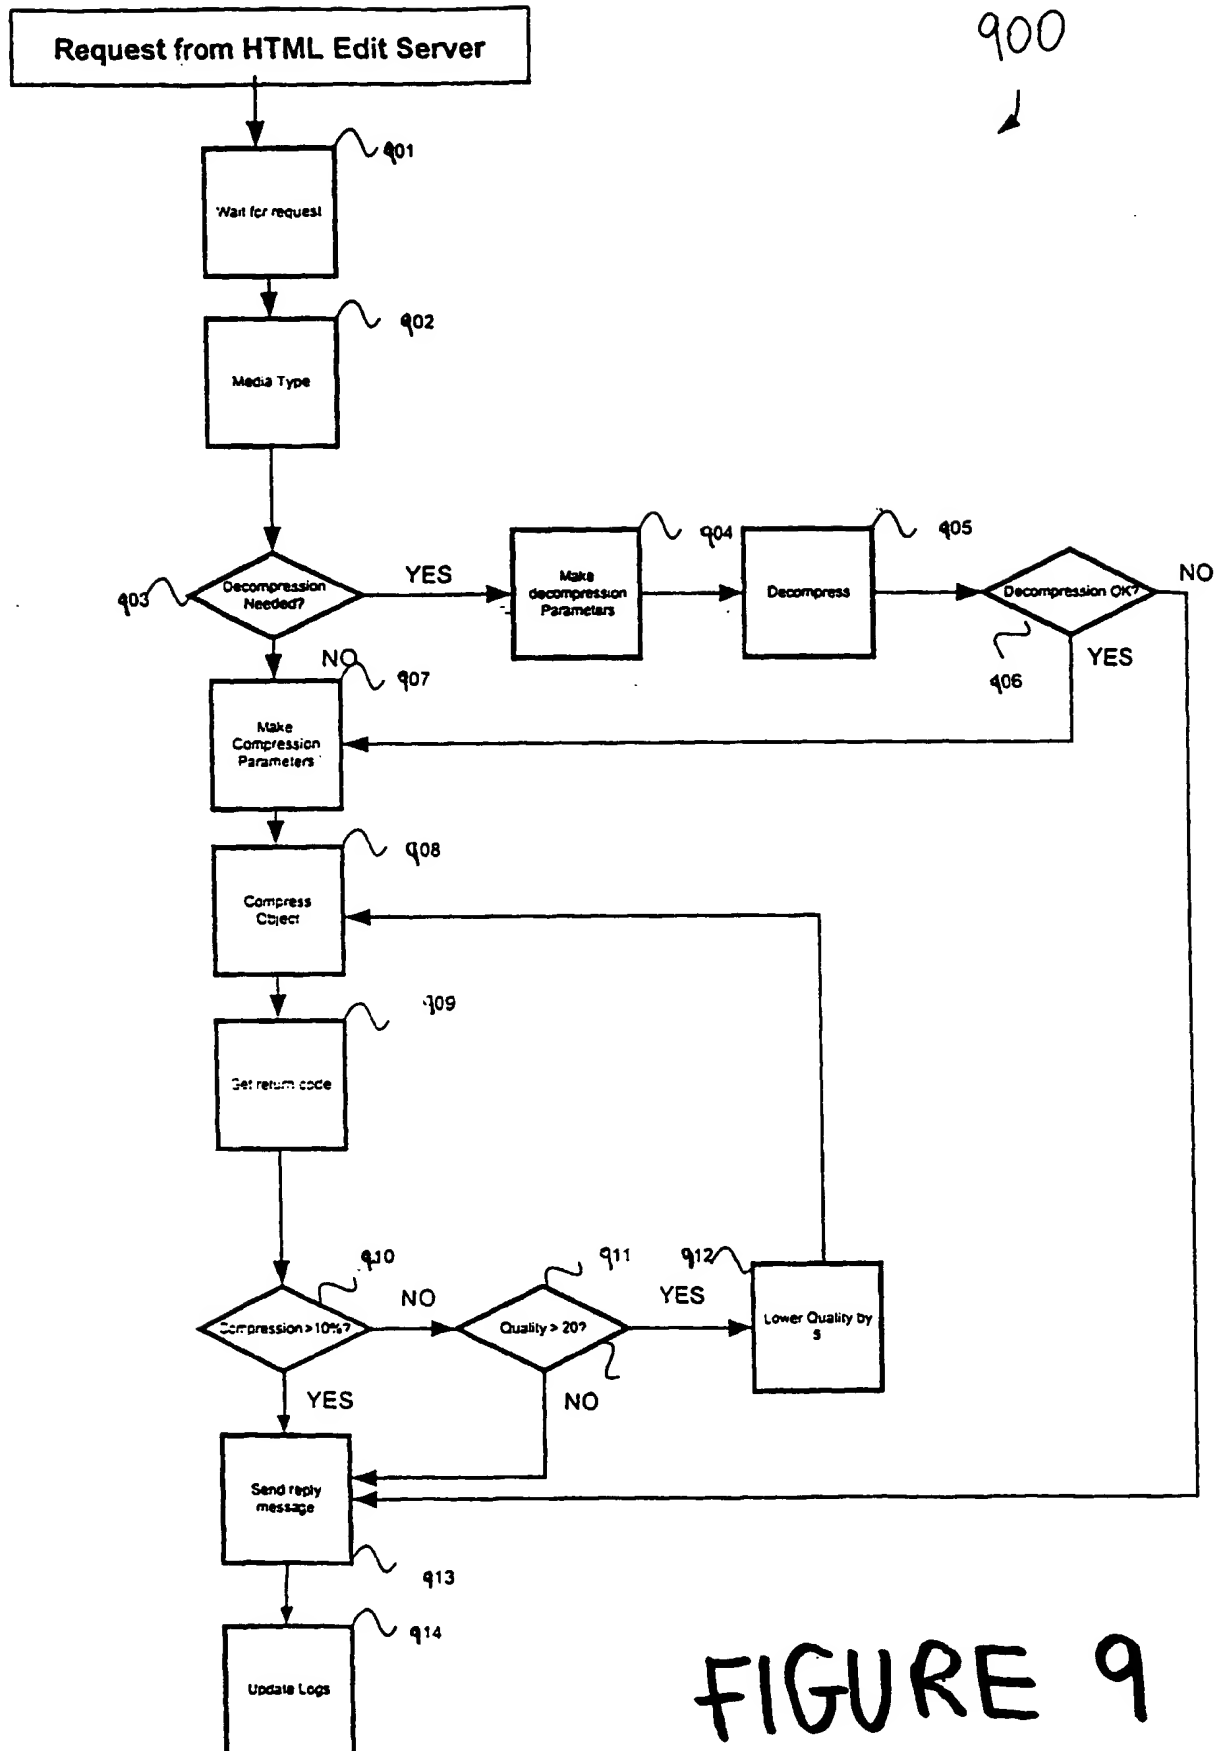 Request from HTML Edit Server
900
901
Wait for request
902
Media Type
903
Decompression
Needed?
YES
904
Make
decompression
Parameters
905
Decompress
Decompression OK?
NO
906
YES
NO
907
Make
Compression
Parameters
908
Compress
Object
909
Get return code
910
Compression >10%?
NO
911
Quality > 20?
YES
912
Lower Quality by
5
YES
NO
Send reply
message
913
914
Update Logs
FIGURE 9